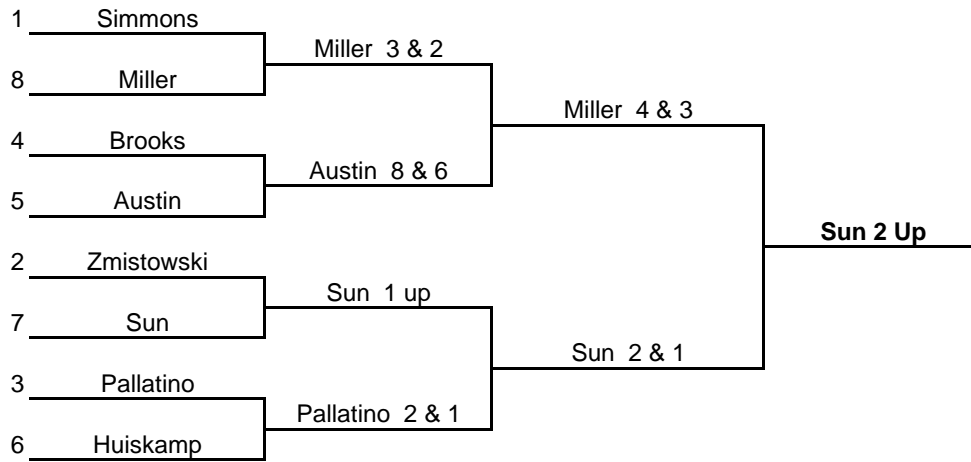 1 Simmons
Miller 3 & 2
8 Miller
Miller 4 & 3
4 Brooks
Austin 8 & 6
5 Austin
Sun 2 Up
2 Zmistowski
Sun 1 up
7 Sun
Sun 2 & 1
3 Pallatino
Pallatino 2 & 1
6 Huiskamp